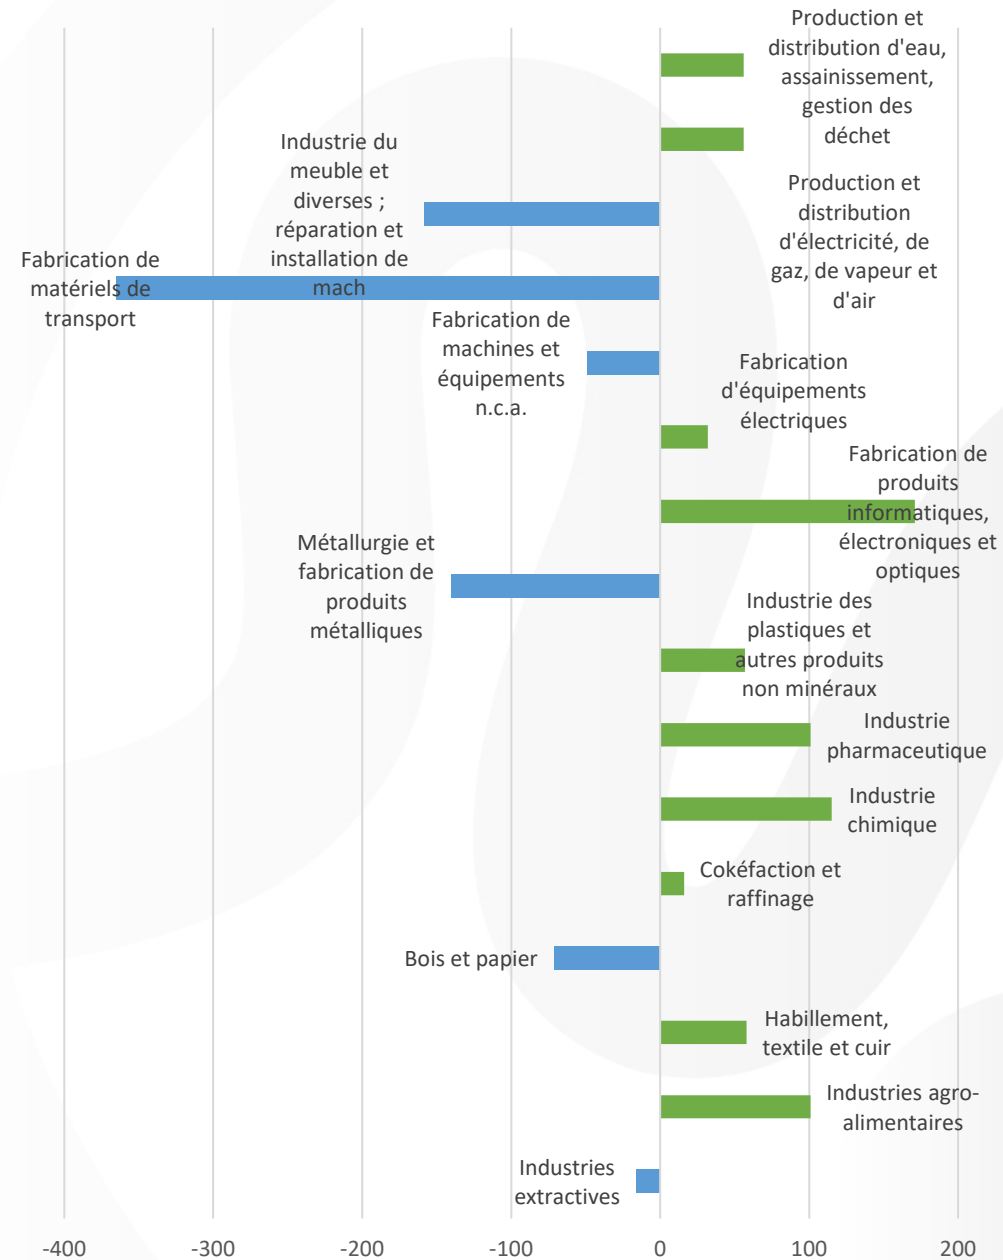 Production et
distribution d'eau,
assainissement,
gestion des
déchet
Industrie du
meuble et
diverses ;
réparation et
installation de
mach
Production et
distribution
d'électricité, de
gaz, de vapeur et
d'air
Fabrication de
matériels de
transport
Fabrication de
machines et
équipements
n.c.a.
Fabrication
d'équipements
électriques
Fabrication de
produits
informatiques,
électroniques et
optiques
Métallurgie et
fabrication de
produits
métalliques
Industrie des
plastiques et
autres produits
non minéraux
Industrie
pharmaceutique
Industrie
chimique
Cokéfaction et
raffinage
Bois et papier
Habillement,
textile et cuir
Industries agro-
alimentaires
Industries
extractives
-400 -300 -200 -100 0 100 200